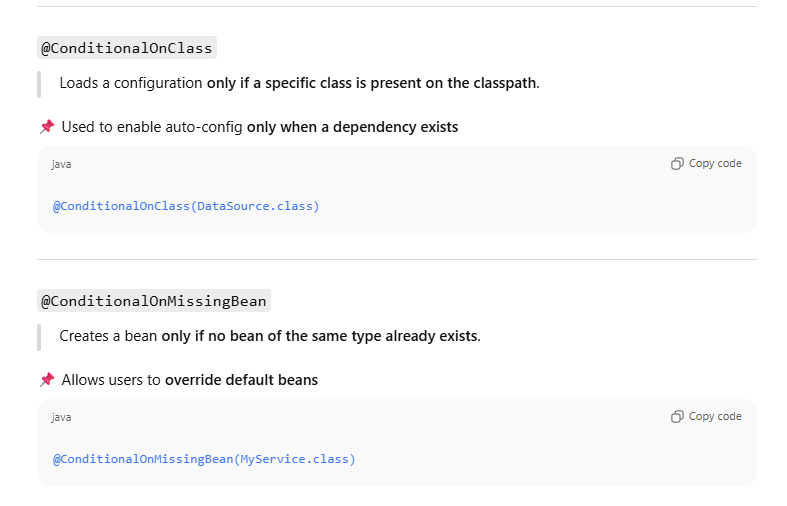 @ConditionalOnClass
Loads a configuration only if a specific class is present on the classpath.
📌 Used to enable auto-config only when a dependency exists
java
Copy code
@ConditionalOnClass(DataSource.class)
@ConditionalOnMissingBean
Creates a bean only if no bean of the same type already exists.
📌 Allows users to override default beans
java
Copy code
@ConditionalOnMissingBean(MyService.class)